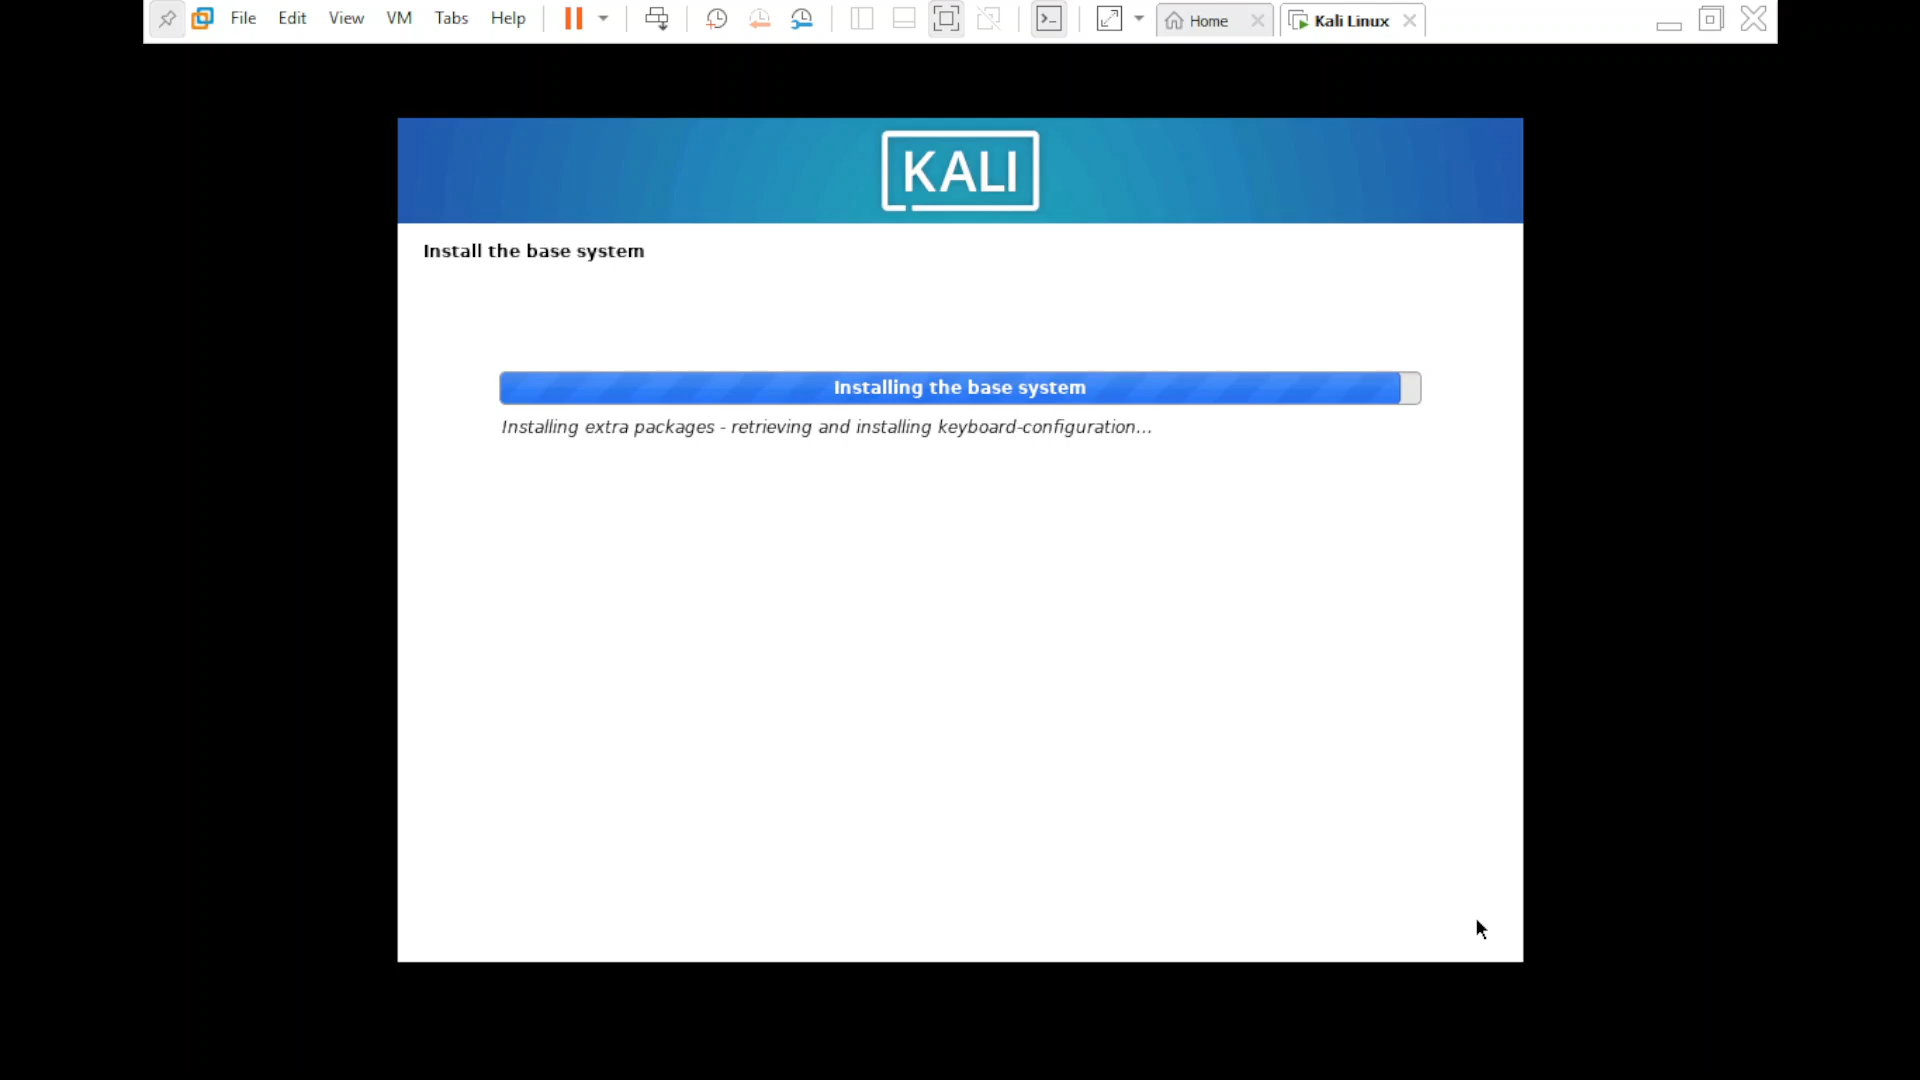 File Edit View VM Tabs Help Home Kali Linux
KALI
Install the base system
Installing the base system
Installing extra packages - retrieving and installing keyboard-configuration...